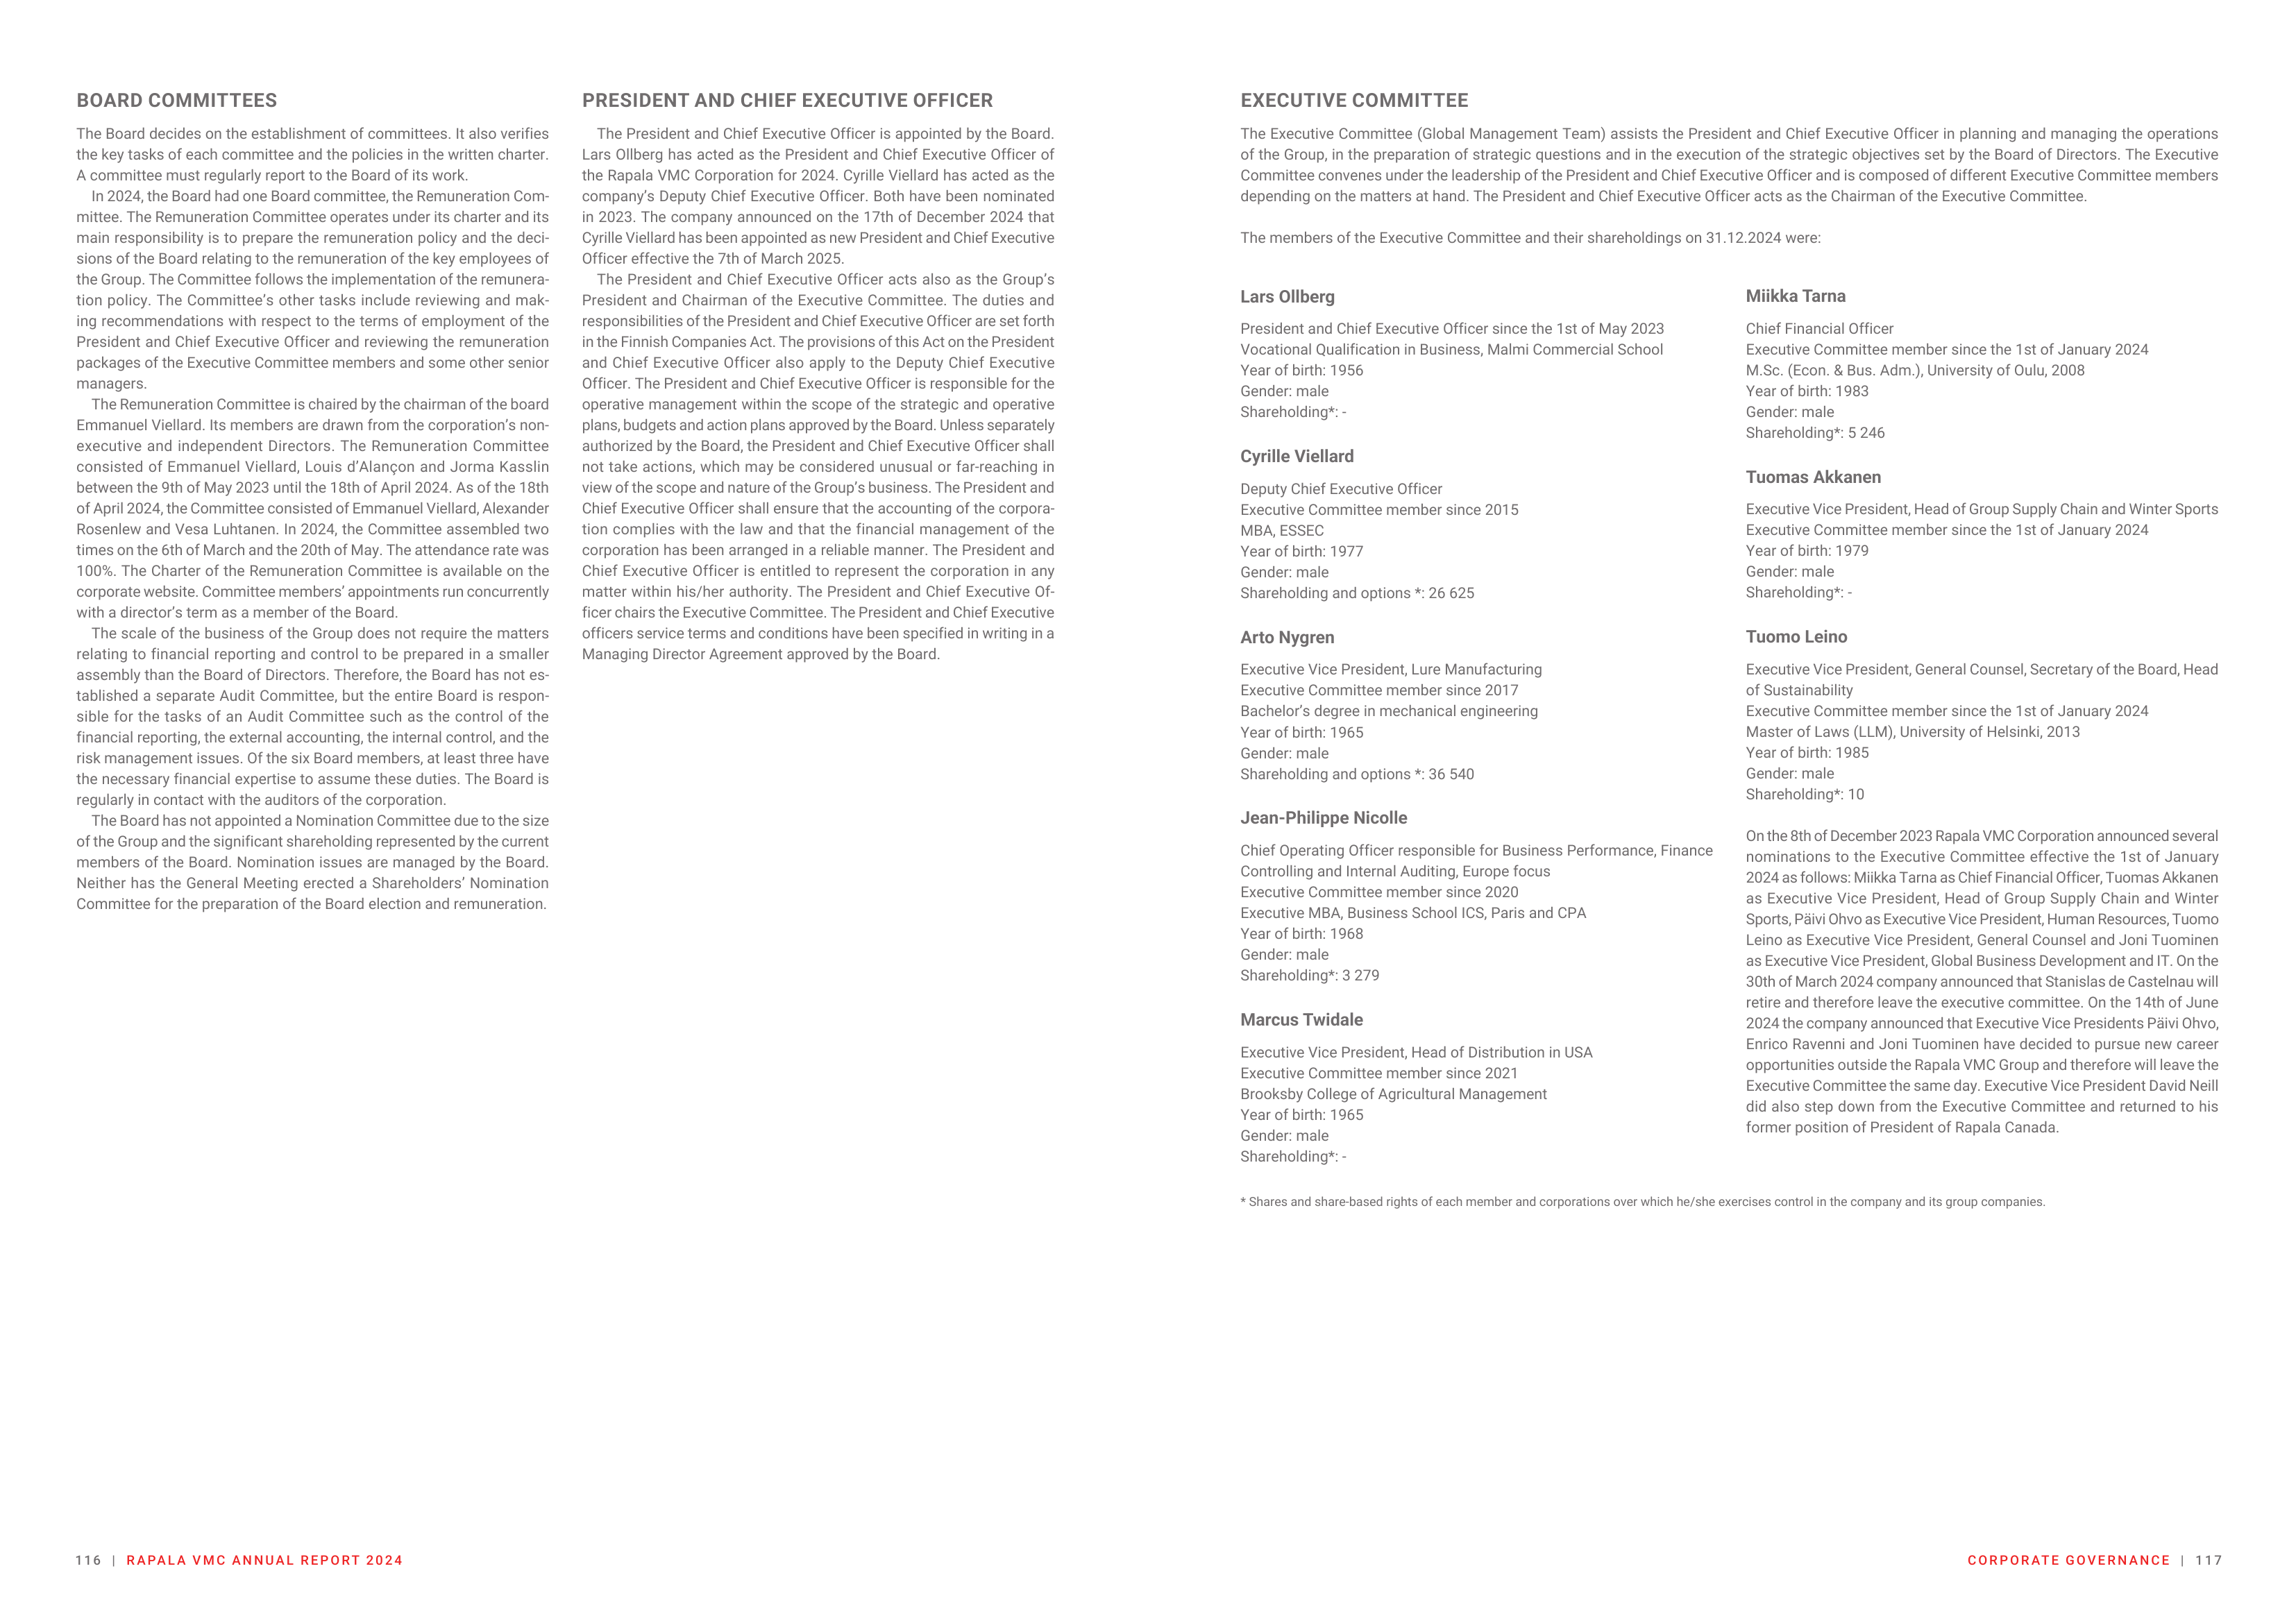 BOARD COMMITTEES
The Board decides on the establishment of committees. It also verifies
the key tasks of each committee and the policies in the written charter.
A committee must regularly report to the Board of its work.
In 2024, the Board had one Board committee, the Remuneration Com-
mittee. The Remuneration Committee operates under its charter and its
main responsibility is to prepare the remuneration policy and the deci-
sions of the Board relating to the remuneration of the key employees of
the Group. The Committee follows the implementation of the remunera-
tion policy. The Committee's other tasks include reviewing and mak-
ing recommendations with respect to the terms of employment of the
President and Chief Executive Officer and reviewing the remuneration
packages of the Executive Committee members and some other senior
managers.
The Remuneration Committee is chaired by the chairman of the board
Emmanuel Viellard. Its members are drawn from the corporation's non-
executive and independent Directors. The Remuneration Committee
consisted of Emmanuel Viellard, Louis d'Alançon and Jorma Kasslin
between the 9th of May 2023 until the 18th of April 2024. As of the 18th
of April 2024, the Committee consisted of Emmanuel Viellard, Alexander
Rosenlew and Vesa Luhtanen. In 2024, the Committee assembled two
times on the 6th of March and the 20th of May. The attendance rate was
100%. The Charter of the Remuneration Committee is available on the
corporate website. Committee members' appointments run concurrently
with a director's term as a member of the Board.
The scale of the business of the Group does not require the matters
relating to financial reporting and control to be prepared in a smaller
assembly than the Board of Directors. Therefore, the Board has not es-
tablished a separate Audit Committee, but the entire Board is respon-
sible for the tasks of an Audit Committee such as the control of the
financial reporting, the external accounting, the internal control, and the
risk management issues. Of the six Board members, at least three have
the necessary financial expertise to assume these duties. The Board is
regularly in contact with the auditors of the corporation.
The Board has not appointed a Nomination Committee due to the size
of the Group and the significant shareholding represented by the current
members of the Board. Nomination issues are managed by the Board.
Neither has the General Meeting erected a Shareholders' Nomination
Committee for the preparation of the Board election and remuneration.
PRESIDENT AND CHIEF EXECUTIVE OFFICER
The President and Chief Executive Officer is appointed by the Board.
Lars Ollberg has acted as the President and Chief Executive Officer of
the Rapala VMC Corporation for 2024. Cyrille Viellard has acted as the
company's Deputy Chief Executive Officer. Both have been nominated
in 2023. The company announced on the 17th of December 2024 that
Cyrille Viellard has been appointed as new President and Chief Executive
Officer effective the 7th of March 2025.
The President and Chief Executive Officer acts also as the Group's
President and Chairman of the Executive Committee. The duties and
responsibilities of the President and Chief Executive Officer are set forth
in the Finnish Companies Act. The provisions of this Act on the President
and Chief Executive Officer also apply to the Deputy Chief Executive
Officer. The President and Chief Executive Officer is responsible for the
operative management within the scope of the strategic and operative
plans, budgets and action plans approved by the Board. Unless separately
authorized by the Board, the President and Chief Executive Officer shall
not take actions, which may be considered unusual or far-reaching in
view of the scope and nature of the Group's business. The President and
Chief Executive Officer shall ensure that the accounting of the corpora-
tion complies with the law and that the financial management of the
corporation has been arranged in a reliable manner. The President and
Chief Executive Officer is entitled to represent the corporation in any
matter within his/her authority. The President and Chief Executive Of-
ficer chairs the Executive Committee. The President and Chief Executive
officers service terms and conditions have been specified in writing in a
Managing Director Agreement approved by the Board.
EXECUTIVE COMMITTEE
The Executive Committee (Global Management Team) assists the President and Chief Executive Officer in planning and managing the operations
of the Group, in the preparation of strategic questions and in the execution of the strategic objectives set by the Board of Directors. The Executive
Committee convenes under the leadership of the President and Chief Executive Officer and is composed of different Executive Committee members
depending on the matters at hand. The President and Chief Executive Officer acts as the Chairman of the Executive Committee.
The members of the Executive Committee and their shareholdings on 31.12.2024 were:
Lars Ollberg
President and Chief Executive Officer since the 1st of May 2023
Vocational Qualification in Business, Malmi Commercial School
Year of birth: 1956
Gender: male
Shareholding*: -
Cyrille Viellard
Deputy Chief Executive Officer
Executive Committee member since 2015
MBA, ESSEC
Year of birth: 1977
Gender: male
Shareholding and options *: 26 625
Arto Nygren
Executive Vice President, Lure Manufacturing
Executive Committee member since 2017
Bachelor's degree in mechanical engineering
Year of birth: 1965
Gender: male
Shareholding and options *: 36 540
Jean-Philippe Nicolle
Chief Operating Officer responsible for Business Performance, Finance
Controlling and Internal Auditing, Europe focus
Executive Committee member since 2020
Executive MBA, Business School ICS, Paris and CPA
Year of birth: 1968
Gender: male
Shareholding*: 3 279
Marcus Twidale
Executive Vice President, Head of Distribution in USA
Executive Committee member since 2021
Brooksby College of Agricultural Management
Year of birth: 1965
Gender: male
Shareholding*: -
Miikka Tarna
Chief Financial Officer
Executive Committee member since the 1st of January 2024
M.Sc. (Econ. & Bus. Adm.), University of Oulu, 2008
Year of birth: 1983
Gender: male
Shareholding*: 5 246
Tuomas Akkanen
Executive Vice President, Head of Group Supply Chain and Winter Sports
Executive Committee member since the 1st of January 2024
Year of birth: 1979
Gender: male
Shareholding*: -
Tuomo Leino
Executive Vice President, General Counsel, Secretary of the Board, Head
of Sustainability
Executive Committee member since the 1st of January 2024
Master of Laws (LLM), University of Helsinki, 2013
Year of birth: 1985
Gender: male
Shareholding*: 10
On the 8th of December 2023 Rapala VMC Corporation announced several
nominations to the Executive Committee effective the 1st of January
2024 as follows: Miikka Tarna as Chief Financial Officer, Tuomas Akkanen
as Executive Vice President, Head of Group Supply Chain and Winter
Sports, Päivi Ohvo as Executive Vice President, Human Resources, Tuomo
Leino as Executive Vice President, General Counsel and Joni Tuominen
as Executive Vice President, Global Business Development and IT. On the
30th of March 2024 company announced that Stanislas de Castelnau will
retire and therefore leave the executive committee. On the 14th of June
2024 the company announced that Executive Vice Presidents Päivi Ohvo,
Enrico Ravenni and Joni Tuominen have decided to pursue new career
opportunities outside the Rapala VMC Group and therefore will leave the
Executive Committee the same day. Executive Vice President David Neill
did also step down from the Executive Committee and returned to his
former position of President of Rapala Canada.
* Shares and share-based rights of each member and corporations over which he/she exercises control in the company and its group companies.
116 | RAPALA VMC ANNUAL REPORT 2024
CORPORATE GOVERNANCE | 117